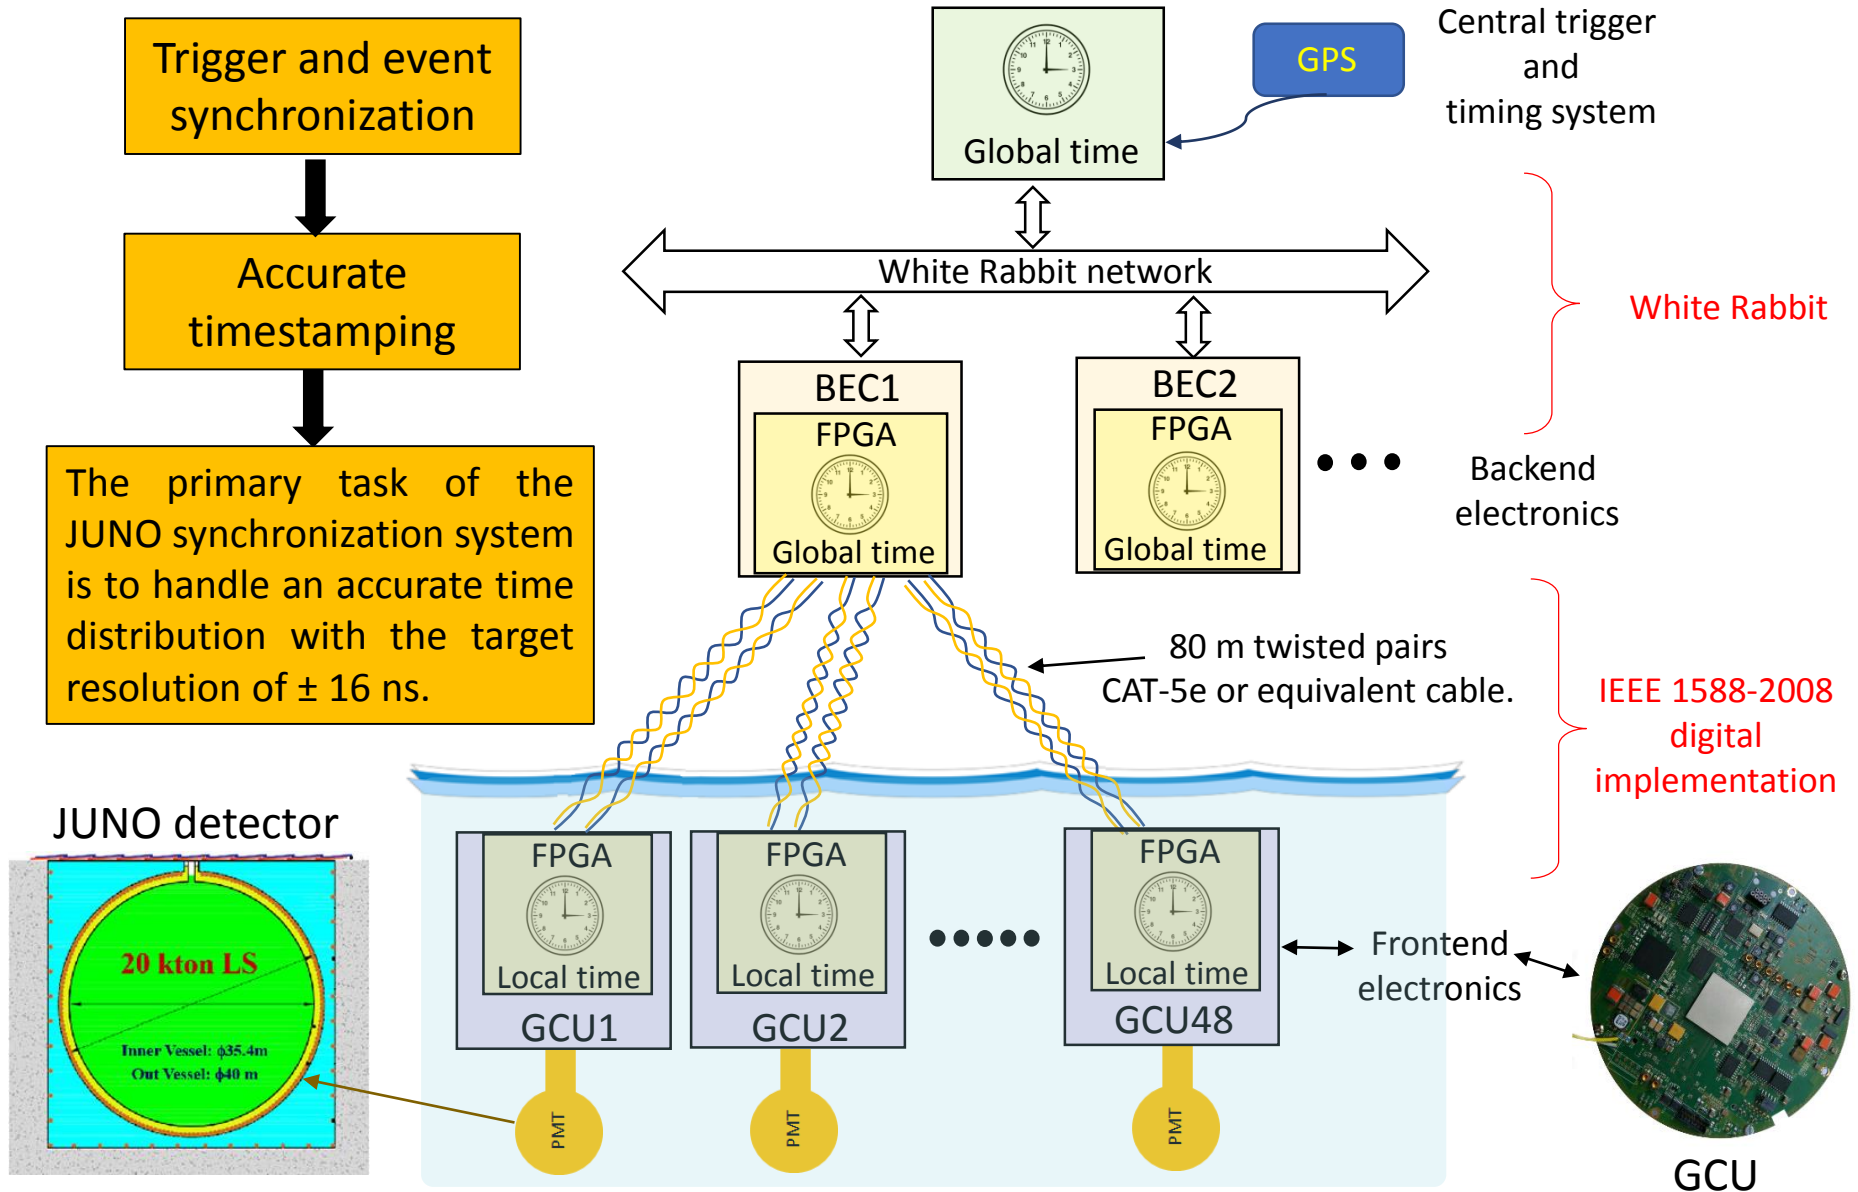 Trigger and event
synchronization
Accurate
timestamping
The primary task of the
JUNO synchronization system
is to handle an accurate time
distribution with the target
resolution of ± 16 ns.
Global time
GPS
Central trigger
and
timing system
White Rabbit network
White Rabbit
BEC1
FPGA
Global time
BEC2
FPGA
Global time
Backend
electronics
80 m twisted pairs
CAT-5e or equivalent cable.
IEEE 1588-2008
digital
implementation
JUNO detector
20 kton LS
Inner Vessel: ϕ35.4m
Out Vessel: ϕ40 m
FPGA
Local time
GCU1
PMT
FPGA
Local time
GCU2
PMT
FPGA
Local time
GCU48
PMT
Frontend
electronics
GCU